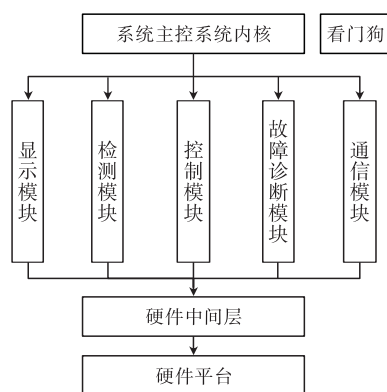 系统主控系统内核
看门狗
显示模块
检测模块
控制模块
故障诊断模块
通信模块
硬件中间层
硬件平台